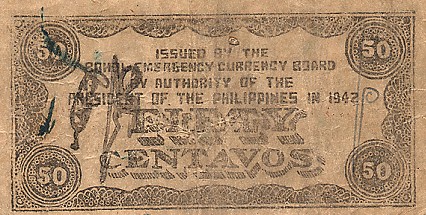 50 50
ISSUED BY THE
BOHOL EMERGENCY CURRENCY BOARD
BY AUTHORITY OF THE
PRESIDENT OF THE PHILIPPINES IN 1942
FIFTY
CENTAVOS
50 50